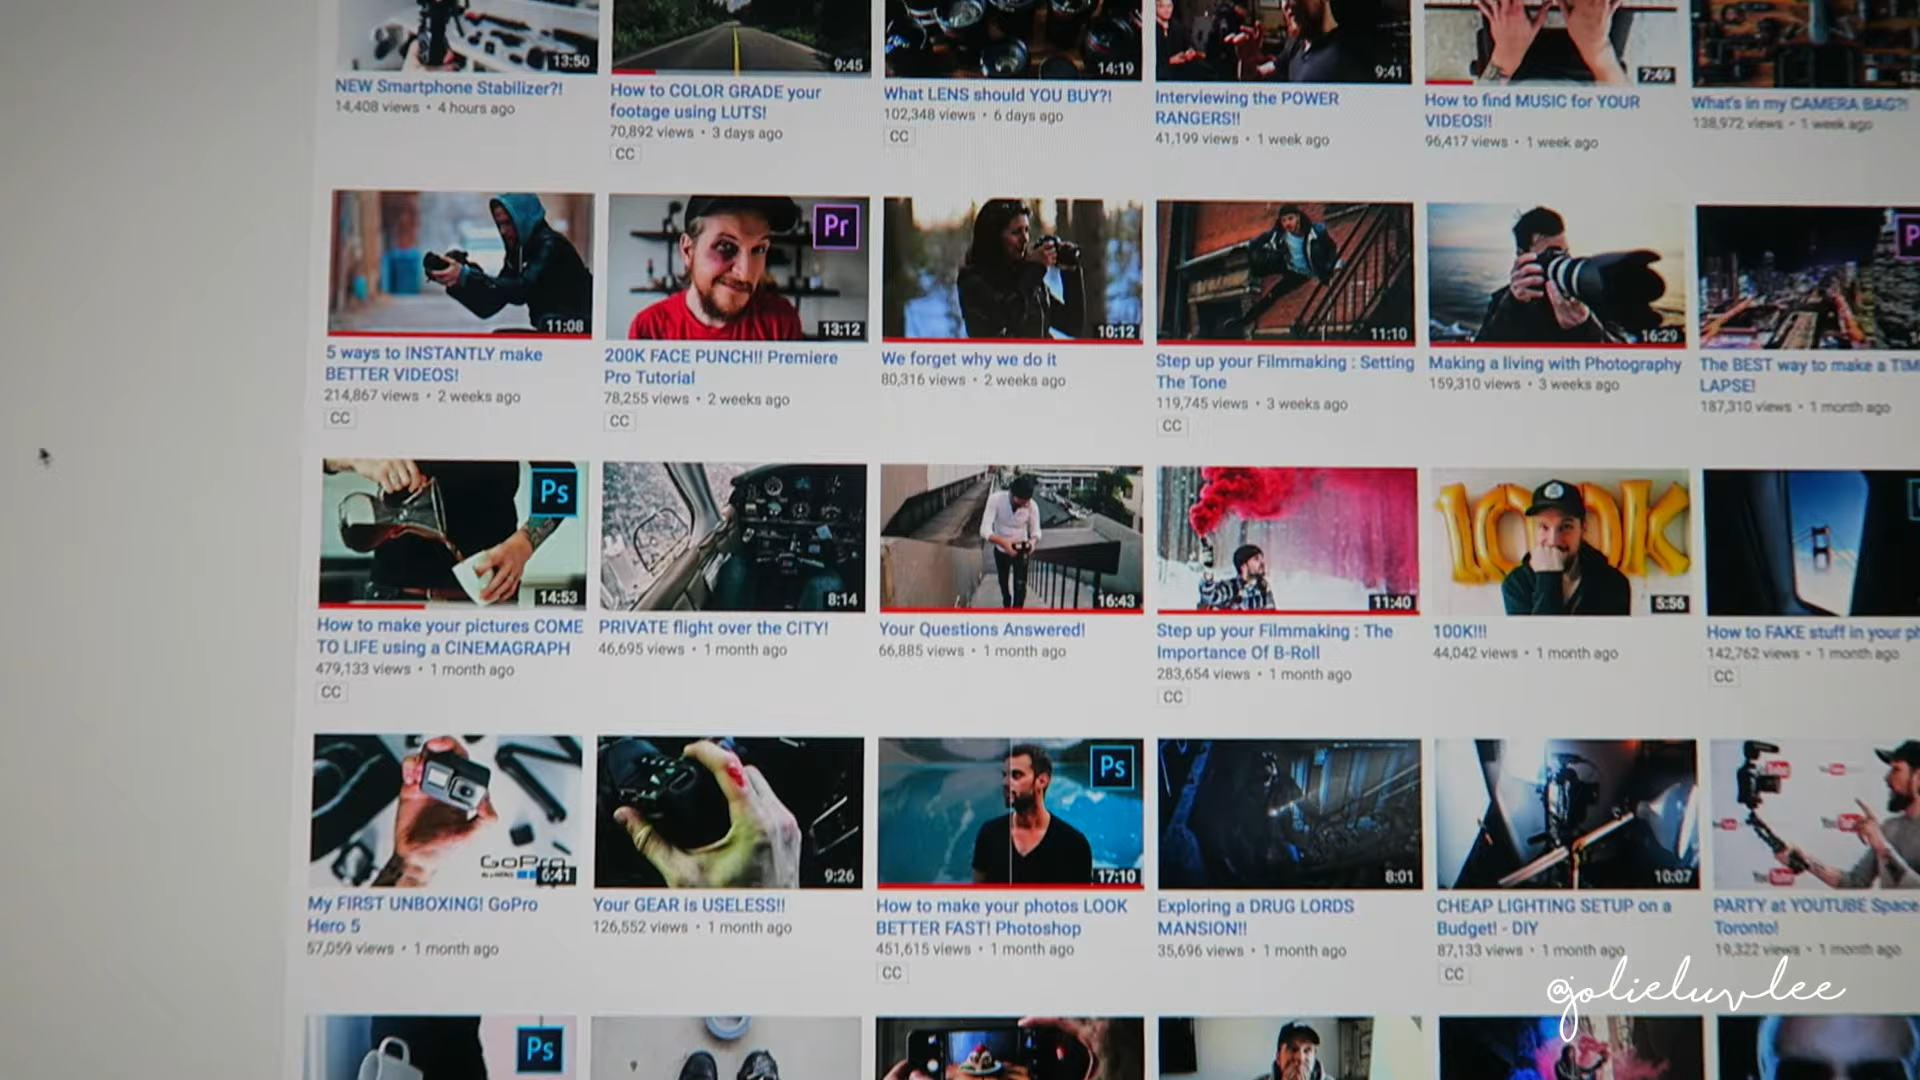 13:50
9:45
14:19
9:41
7:49
NEW Smartphone Stabilizer?!
14,408 views • 4 hours ago
How to COLOR GRADE your
footage using LUTS!
70,892 views • 3 days ago
CC
What LENS should YOU BUY?!
102,348 views • 6 days ago
CC
Interviewing the POWER
RANGERS!!
41,199 views • 1 week ago
How to find MUSIC for YOUR
VIDEOS!!
96,417 views • 1 week ago
What's in my CAMERA BAG?!
138,972 views • 1 week ago
11:08
Pr
13:12
10:12
11:10
16:29
5 ways to INSTANTLY make
BETTER VIDEOS!
214,867 views • 2 weeks ago
CC
200K FACE PUNCH!! Premiere
Pro Tutorial
78,255 views • 2 weeks ago
CC
We forget why we do it
80,316 views • 2 weeks ago
Step up your Filmmaking : Setting
The Tone
119,745 views • 3 weeks ago
CC
Making a living with Photography
159,310 views • 3 weeks ago
The BEST way to make a TIM
LAPSE!
187,310 views • 1 month ago
Ps
14:53
8:14
16:43
11:40
100K
5:56
How to make your pictures COME
TO LIFE using a CINEMAGRAPH
479,133 views • 1 month ago
CC
PRIVATE flight over the CITY!
46,695 views • 1 month ago
Your Questions Answered!
66,885 views • 1 month ago
Step up your Filmmaking : The
Importance Of B-Roll
283,654 views • 1 month ago
CC
100K!!!
44,042 views • 1 month ago
How to FAKE stuff in your ph
142,762 views • 1 month ago
CC
GoPro
6:41
9:26
Ps
17:10
8:01
10:07
My FIRST UNBOXING! GoPro
Hero 5
57,059 views • 1 month ago
Your GEAR is USELESS!!
126,552 views • 1 month ago
How to make your photos LOOK
BETTER FAST! Photoshop
451,615 views • 1 month ago
CC
Exploring a DRUG LORDS
MANSION!!
35,696 views • 1 month ago
CHEAP LIGHTING SETUP on a
Budget! - DIY
87,133 views • 1 month ago
CC
PARTY at YOUTUBE Space
Toronto!
19,322 views • 1 month ago
@jolieluvlee
Ps